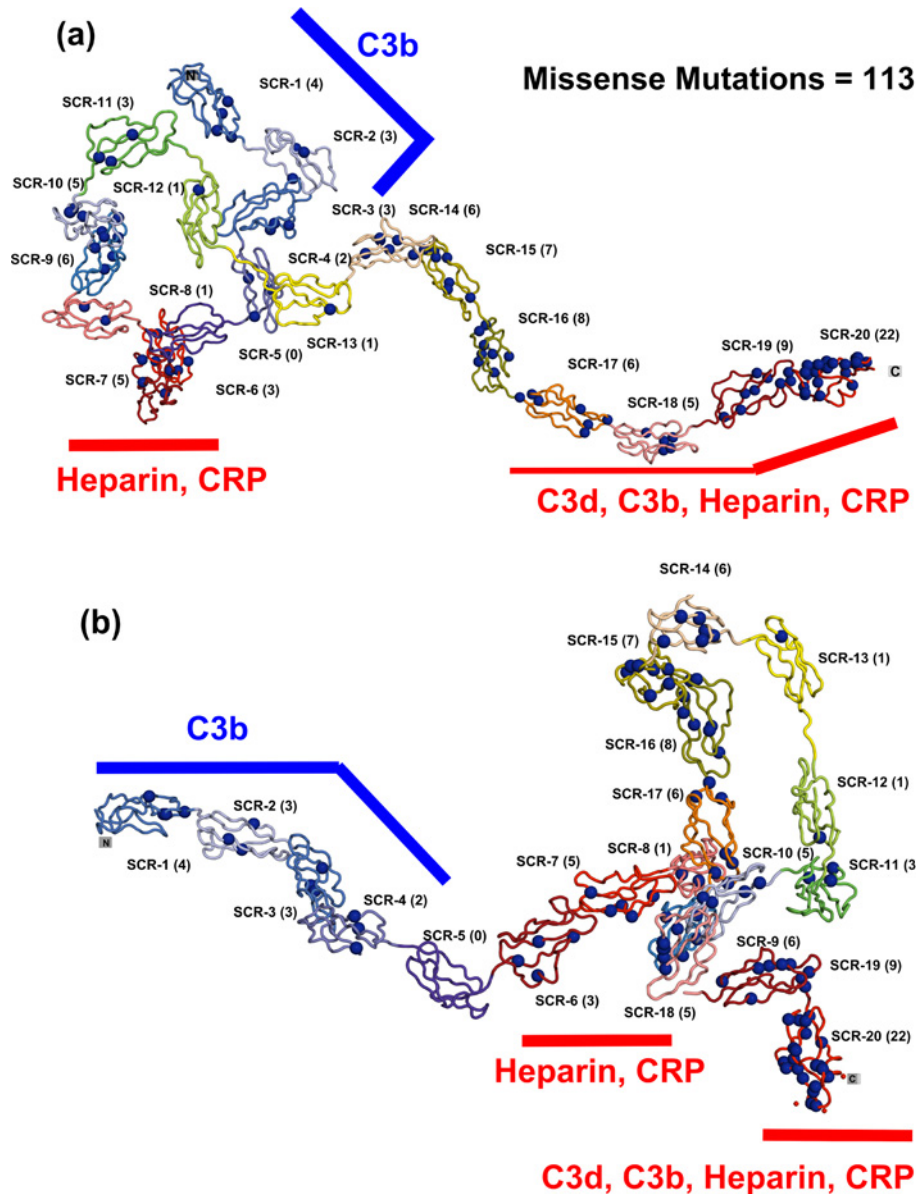 (a)
C3b
Missense Mutations = 113
N
SCR-1 (4)
SCR-11 (3)
SCR-2 (3)
SCR-10 (5)
SCR-12 (1)
SCR-3 (3)
SCR-14 (6)
SCR-15 (7)
SCR-9 (6)
SCR-4 (2)
SCR-8 (1)
SCR-16 (8)
SCR-5 (0)
SCR-13 (1)
SCR-17 (6)
SCR-19 (9)
SCR-20 (22)
C
SCR-7 (5)
SCR-6 (3)
SCR-18 (5)
Heparin, CRP
C3d, C3b, Heparin, CRP
(b)
SCR-14 (6)
SCR-15 (7)
SCR-13 (1)
C3b
SCR-16 (8)
SCR-12 (1)
SCR-17 (6)
SCR-2 (3)
N
SCR-1 (4)
SCR-7 (5)
SCR-8 (1)
SCR-10 (5)
SCR-11 (3
SCR-3 (3)
SCR-4 (2)
SCR-5 (0)
SCR-9 (6)
SCR-19 (9)
SCR-6 (3)
SCR-18 (5)
SCR-20 (22)
C
Heparin, CRP
C3d, C3b, Heparin, CRP